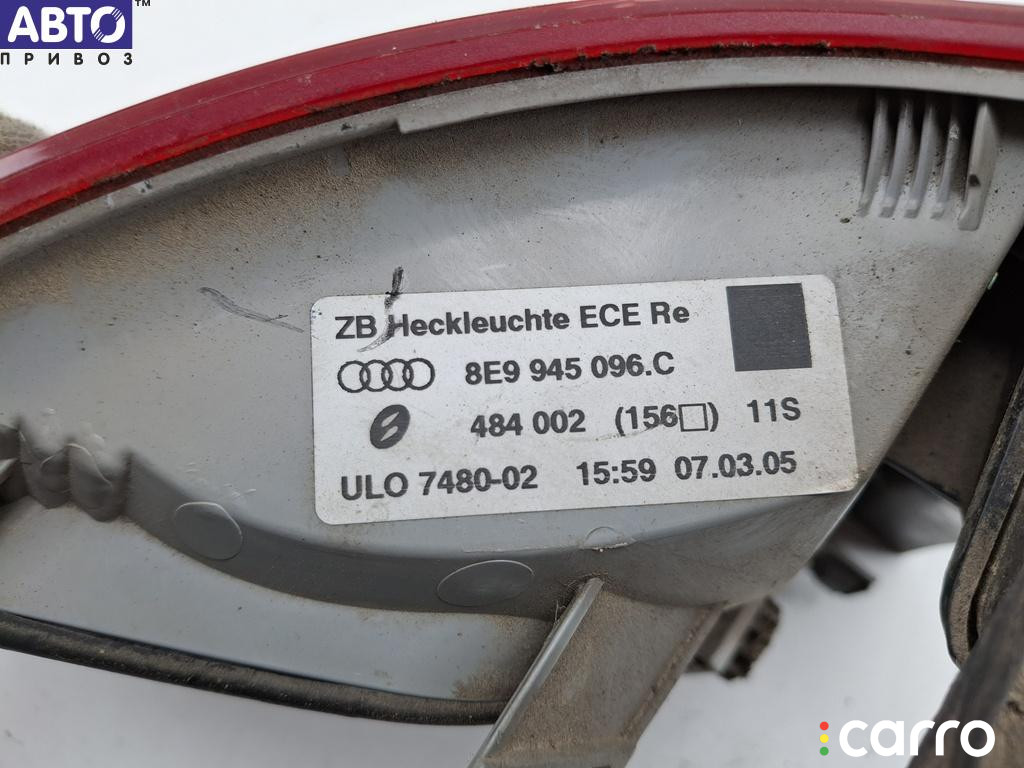 АВТО™
ПРИВОЗ
ZB Heckleuchte ECE Re
8E9 945 096.C
484 002 (156□) 11S
ULO 7480-02 15:59 07.03.05
carro